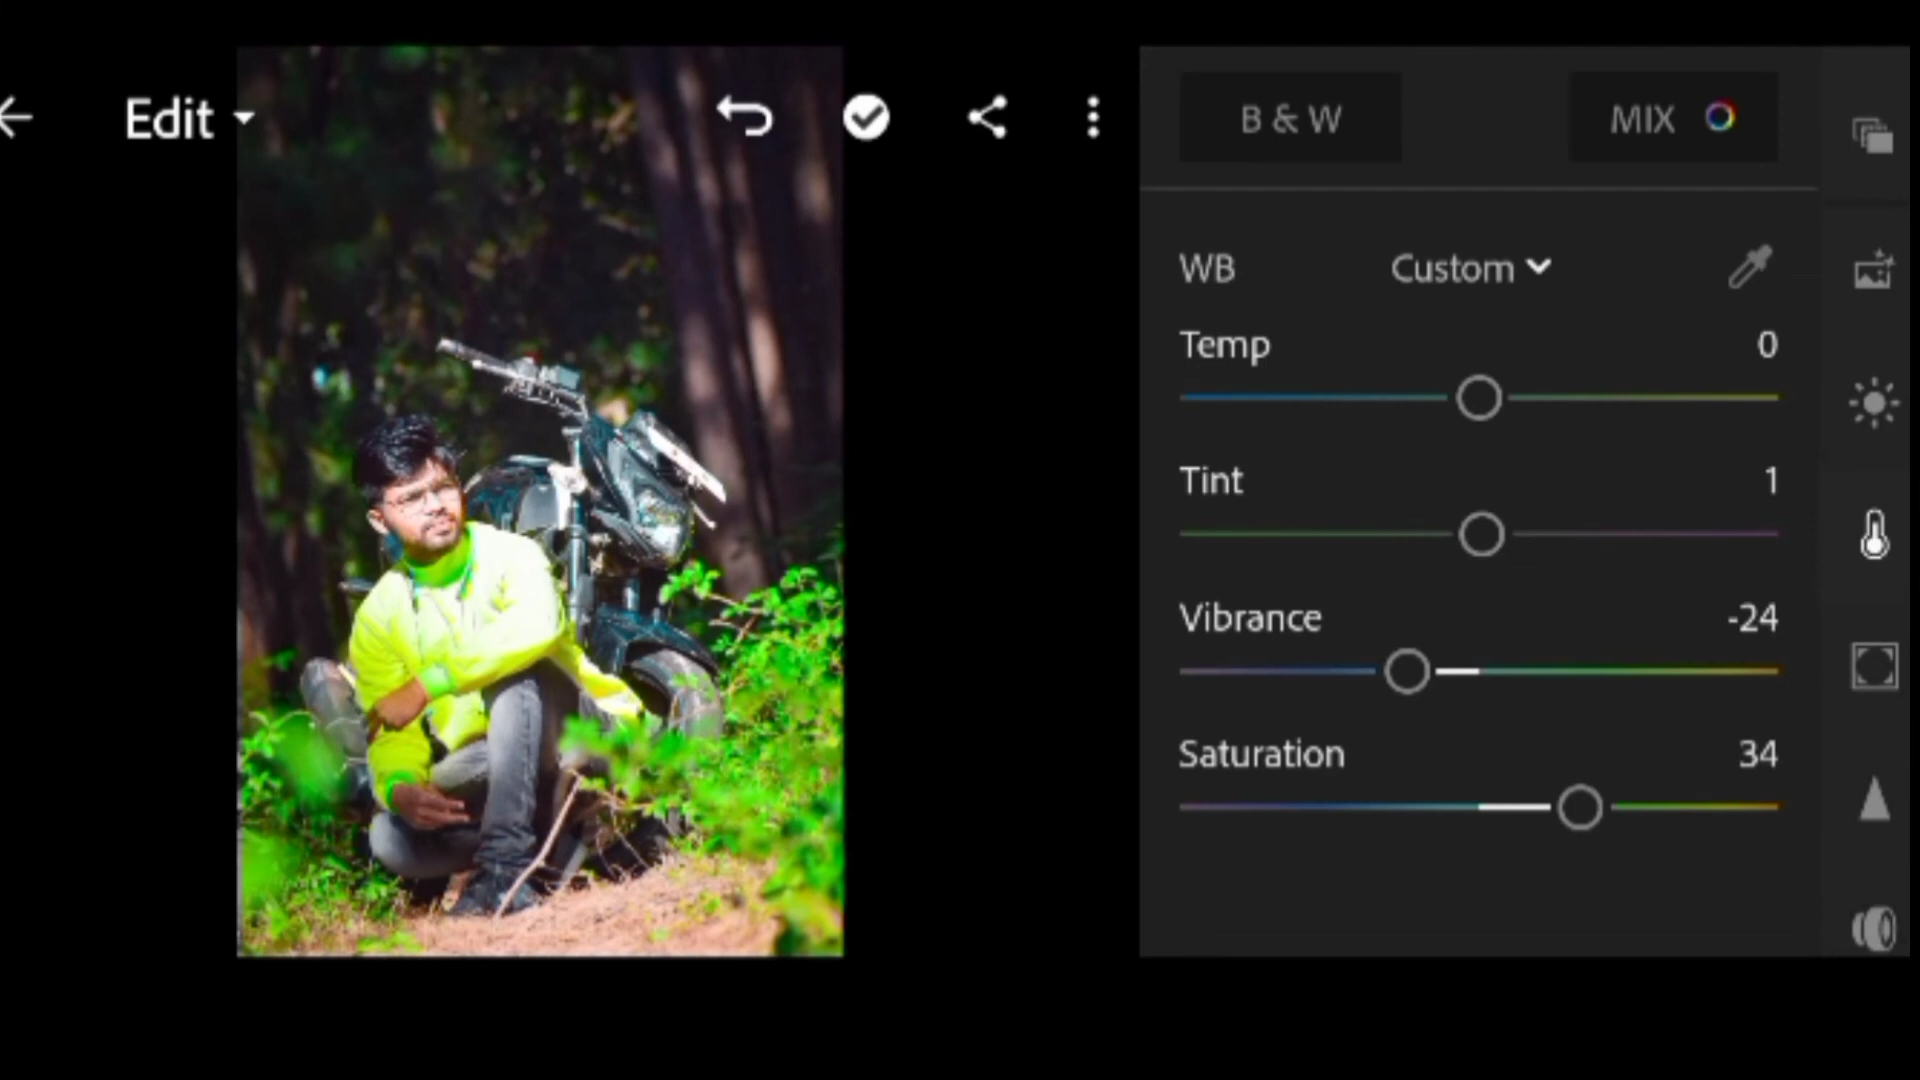 Edit
B & W
MIX
WB Custom
Temp 0
Tint 1
Vibrance -24
Saturation 34